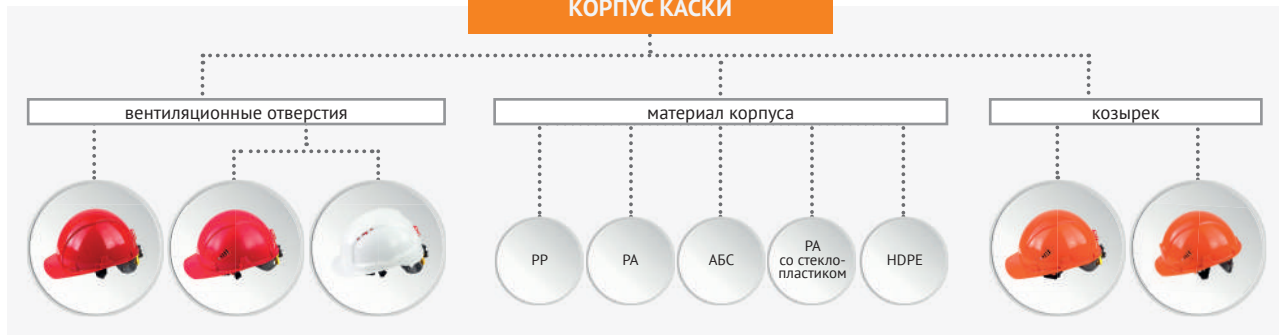 КОРПУС КАСКИ
вентиляционные отверстия
материал корпуса
козырек
PP
PA
АБС
PA
со стекло-
пластиком
HDPE